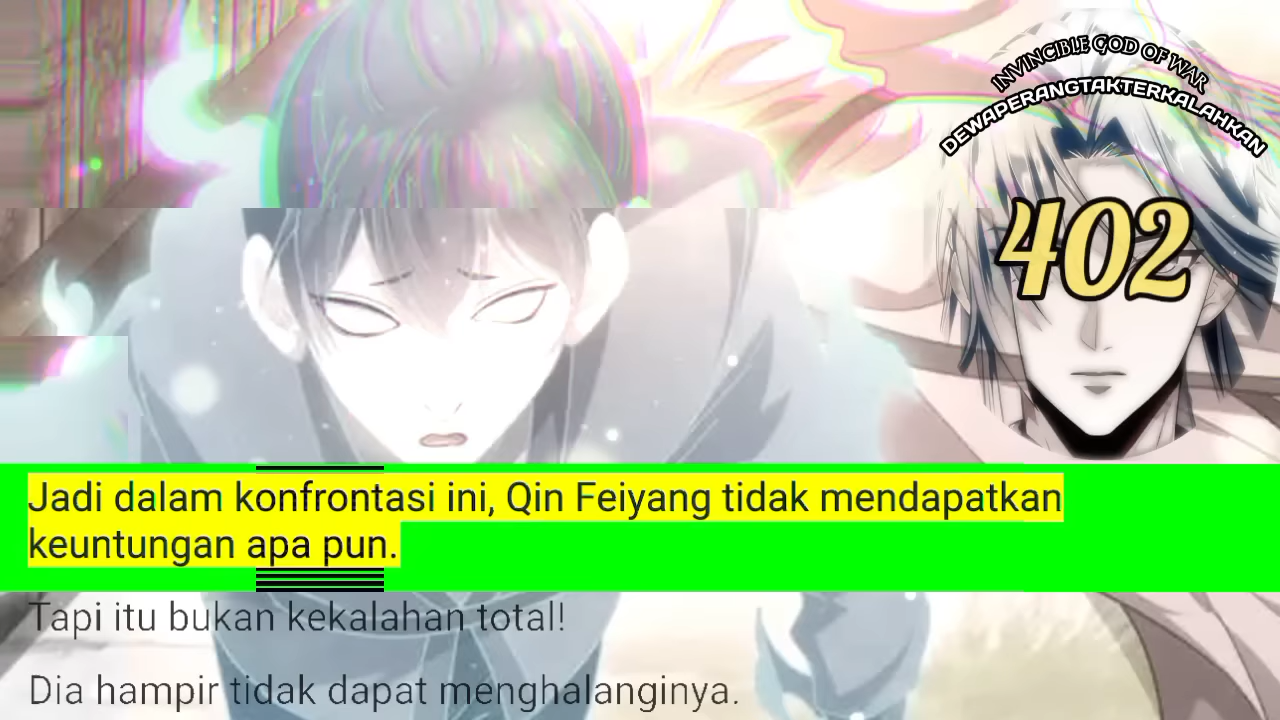 INVINCIBLE GOD OF WAR
DEWAPERANGTAKTERKALAHKAN
402
Jadi dalam konfrontasi ini, Qin Feiyang tidak mendapatkan
keuntungan apa pun.
Tapi itu bukan kekalahan total!
Dia hampir tidak dapat menghalanginya.